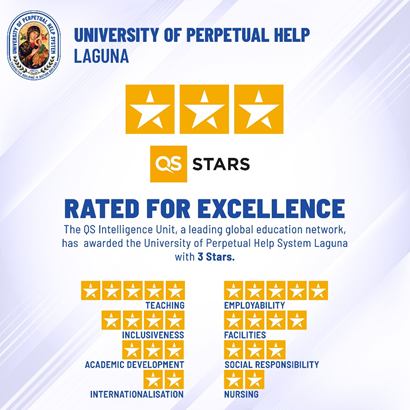 UNIVERSITY OF PERPETUAL HELP
LAGUNA
QS STARS
RATED FOR EXCELLENCE
The QS Intelligence Unit, a leading global education network,
has awarded the University of Perpetual Help System Laguna
with 3 Stars.
TEACHING
EMPLOYABILITY
INCLUSIVENESS
FACILITIES
ACADEMIC DEVELOPMENT
SOCIAL RESPONSIBILITY
INTERNATIONALISATION
NURSING